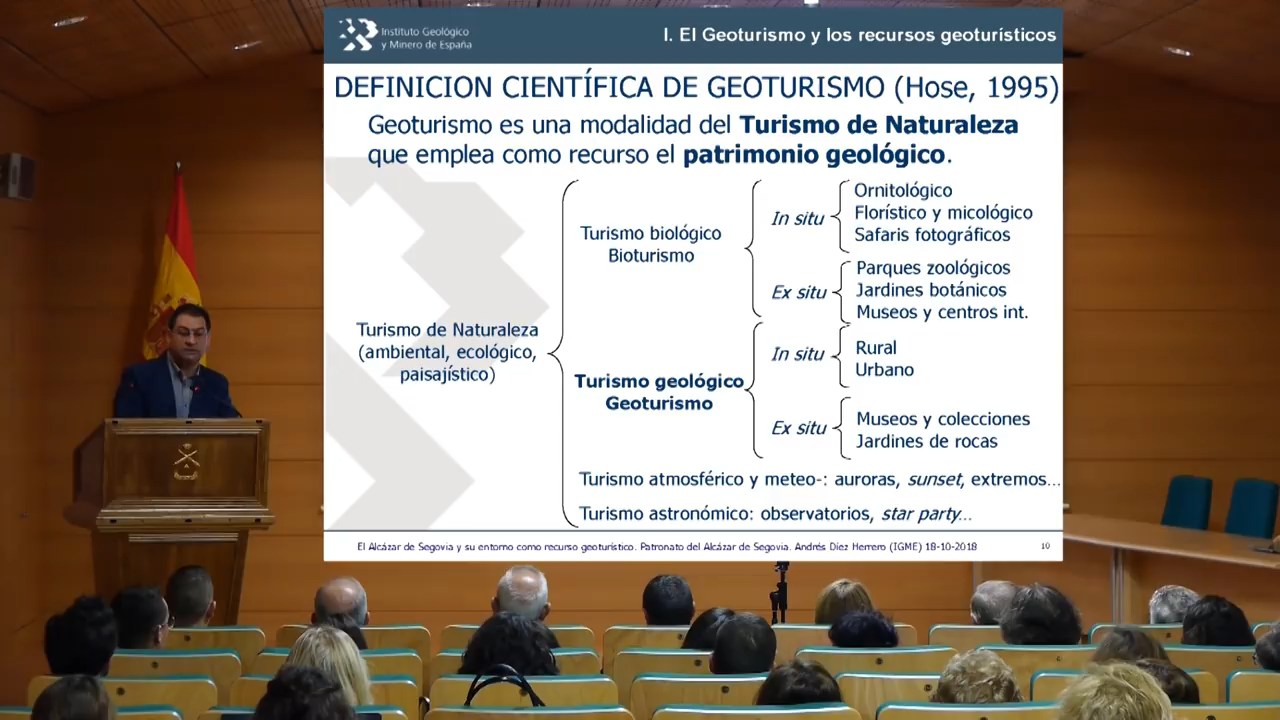 Instituto Geológico
y Minero de España
I. El Geoturismo y los recursos geoturísticos
DEFINICION CIENTÍFICA DE GEOTURISMO (Hose, 1995)
Geoturismo es una modalidad del Turismo de Naturaleza
que emplea como recurso el patrimonio geológico.
Turismo de Naturaleza
(ambiental, ecológico,
paisajístico)
Turismo biológico
Bioturismo
In situ
Ornitológico
Florístico y micológico
Safaris fotográficos
Ex situ
Parques zoológicos
Jardines botánicos
Museos y centros int.
Turismo geológico
Geoturismo
In situ
Rural
Urbano
Ex situ
Museos y colecciones
Jardines de rocas
Turismo atmosférico y meteo-: auroras, sunset, extremos...
Turismo astronómico: observatorios, star party...
El Alcázar de Segovia y su entorno como recurso geoturístico. Patronato del Alcázar de Segovia. Andrés Díez Herrero (IGME) 18-10-2018
10